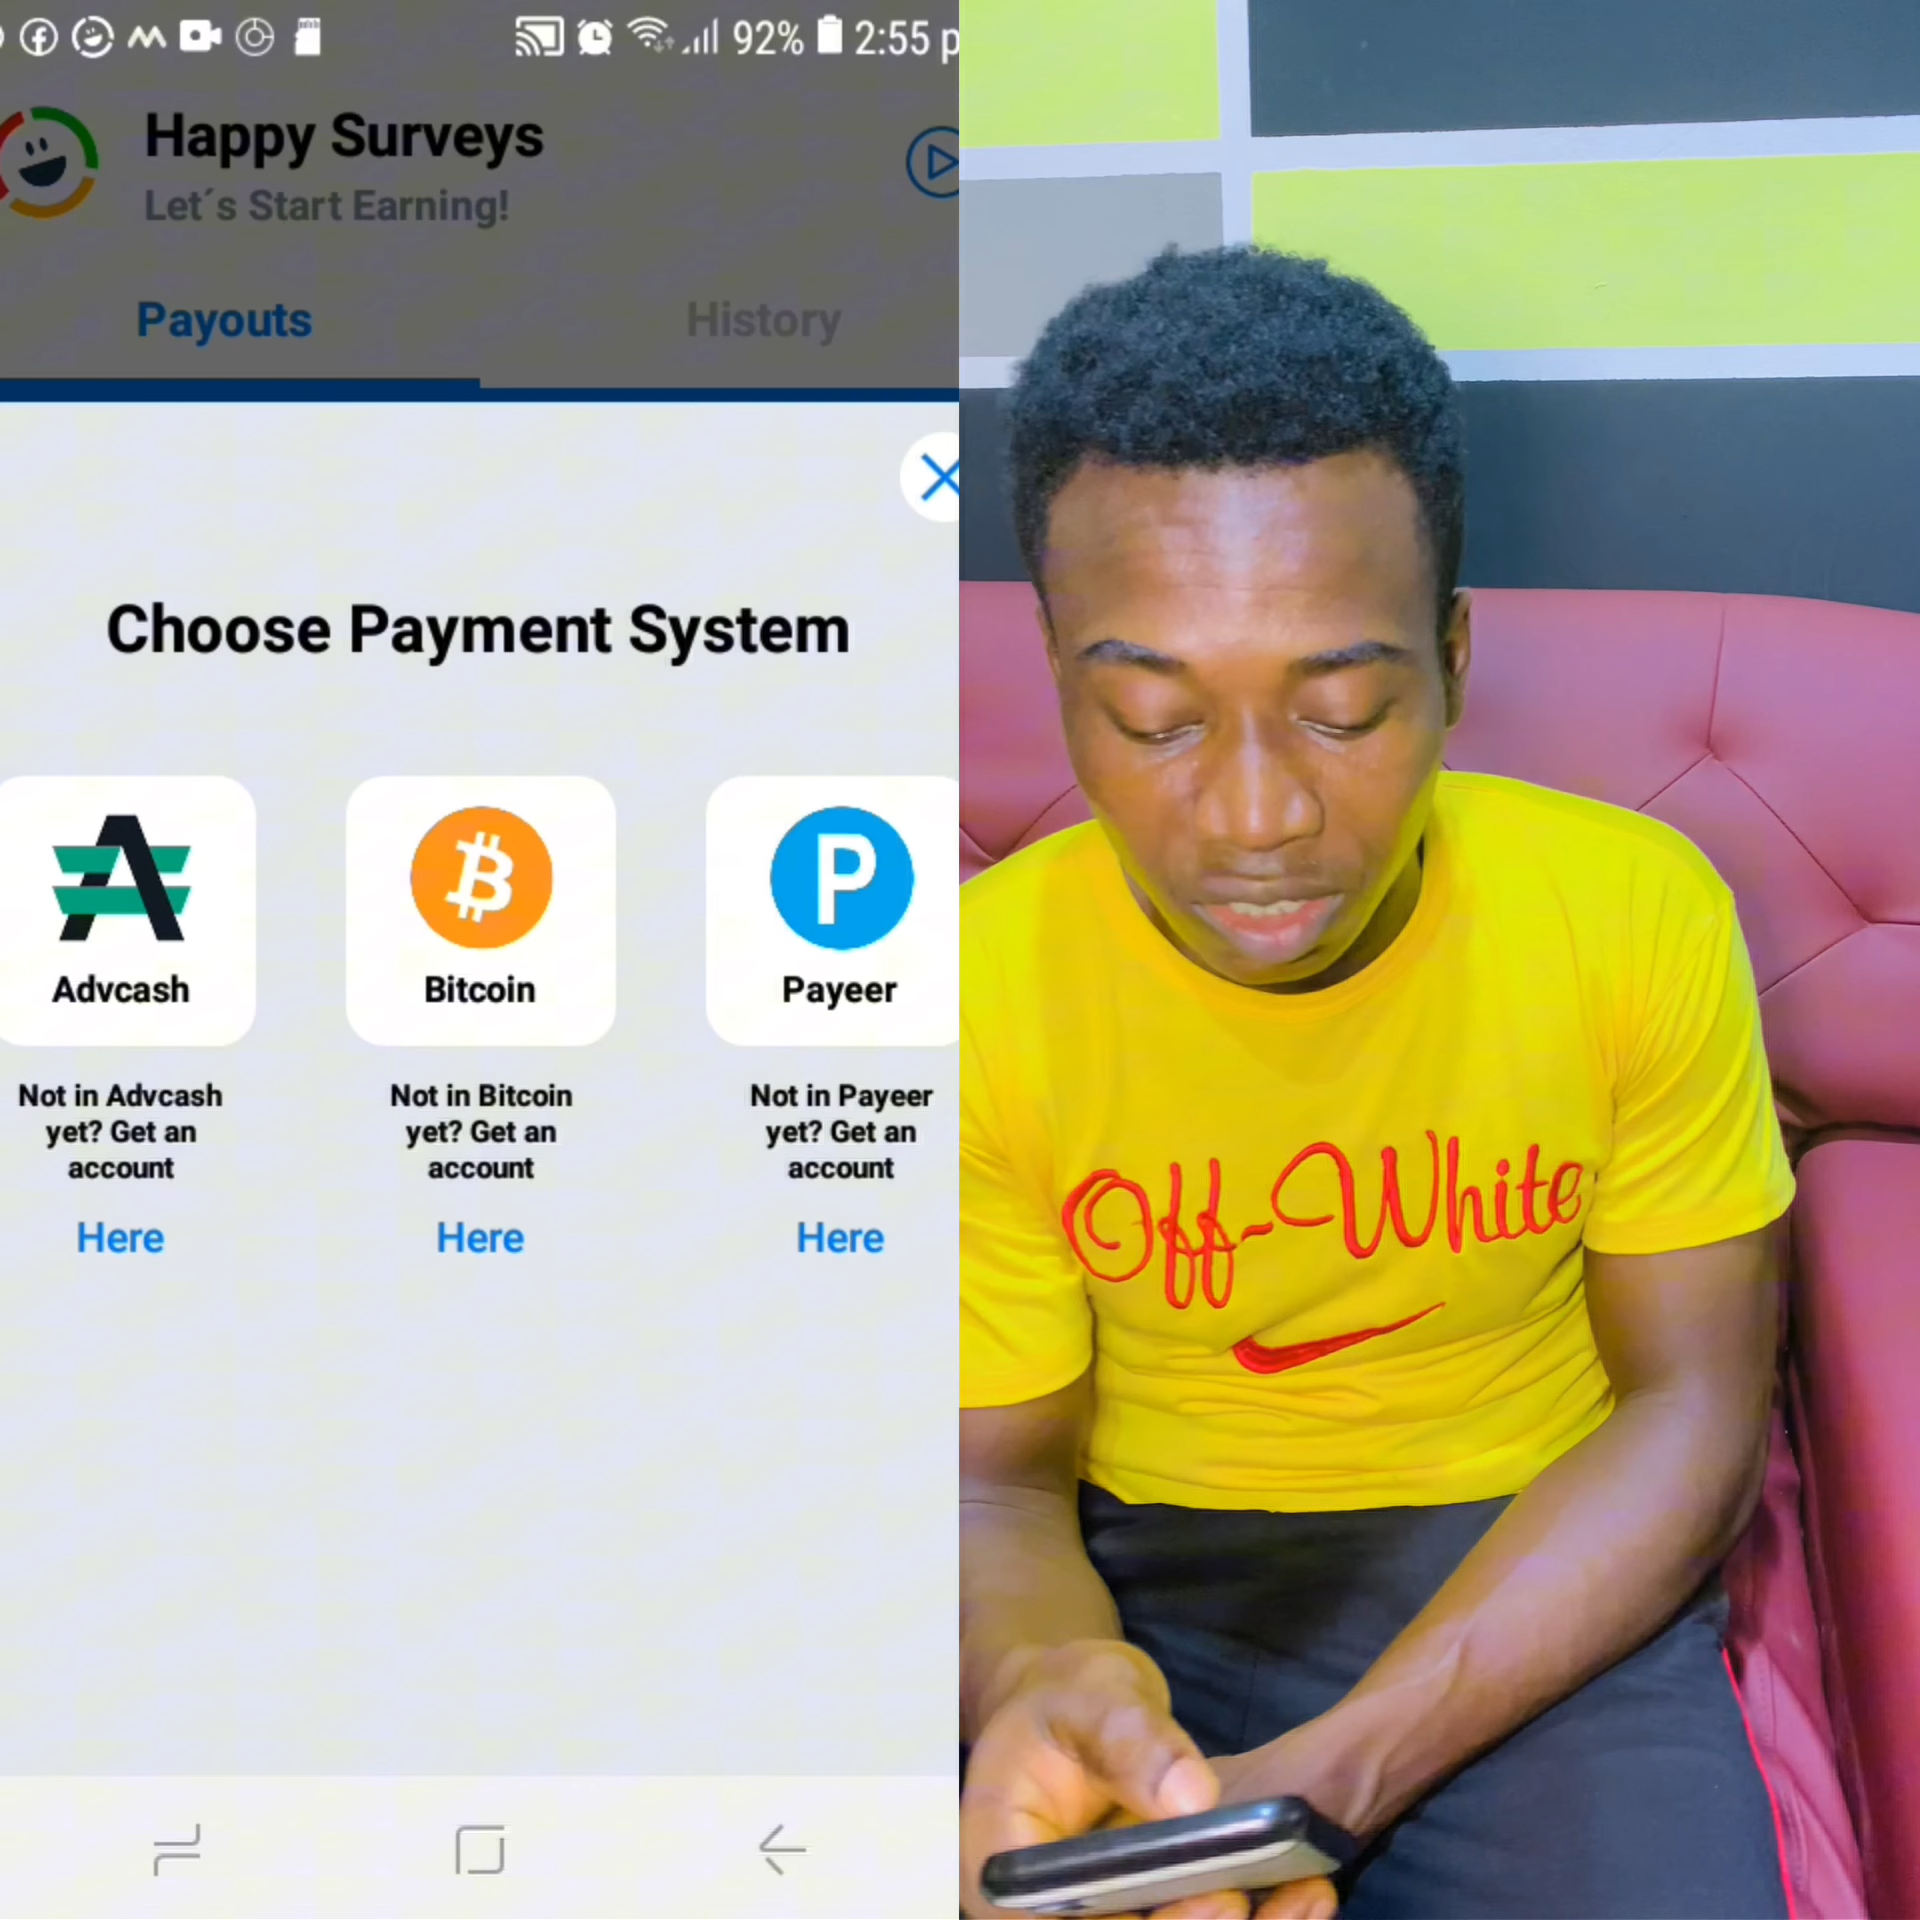 92% 2:55 p
Happy Surveys
Let´s Start Earning!
Payouts
History
Choose Payment System
Advcash
Bitcoin
P
Payeer
Not in Advcash
yet? Get an
account
Here
Not in Bitcoin
yet? Get an
account
Here
Not in Payeer
yet? Get an
account
Here
Off-White